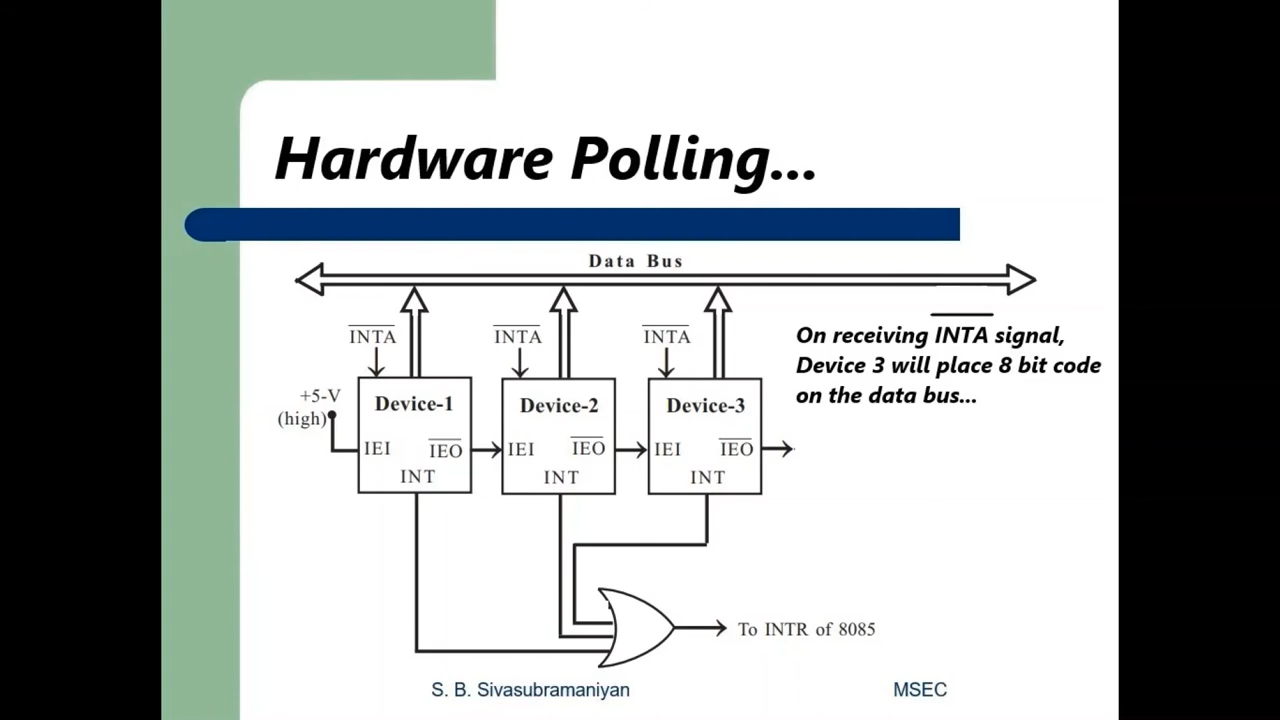 Hardware Polling...
Data Bus
INTA
INTA
INTA
On receiving INTA signal,
Device 3 will place 8 bit code
on the data bus...
+5-V
(high)
Device-1
Device-2
Device-3
IEI
IEO
IEI
IEO
IEI
IEO
INT
INT
INT
To INTR of 8085
S. B. Sivasubramaniyan
MSEC